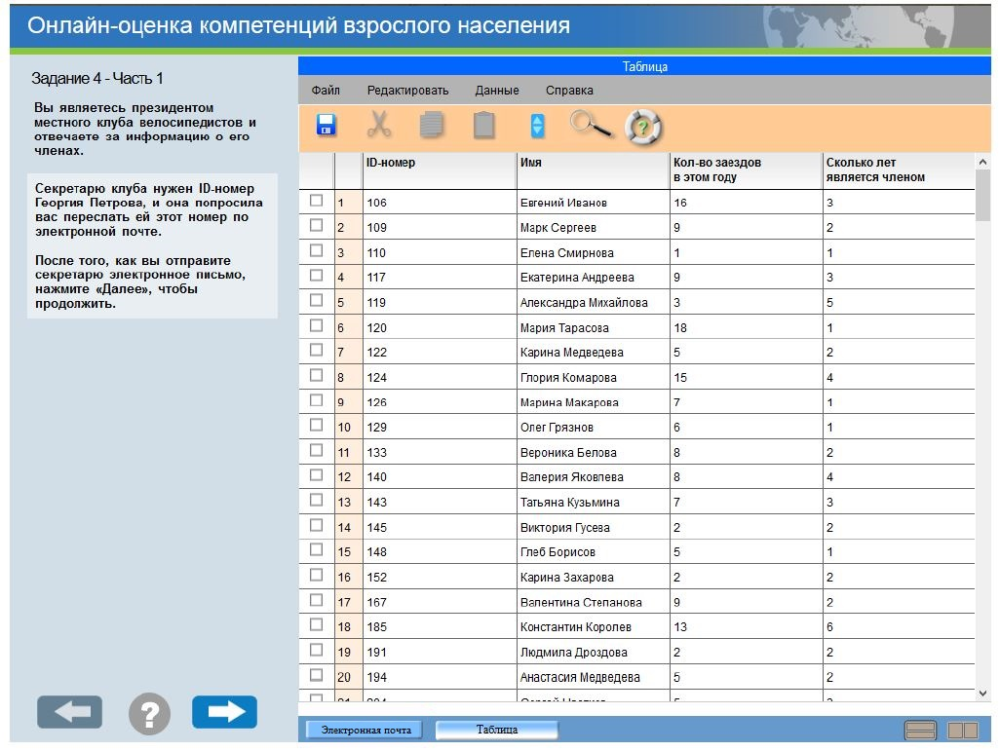 Онлайн-оценка компетенций взрослого населения
Задание 4 - Часть 1
Вы являетесь президентом
местного клуба велосипедистов и
отвечаете за информацию о его
членах.
Секретарю клуба нужен ID-номер
Георгия Петрова, и она попросила
вас переслать ей этот номер по
электронной почте.
После того, как вы отправите
секретарю электронное письмо,
нажмите «Далее», чтобы
продолжить.
Таблица
Файл Редактировать Данные Справка
ID-номер Имя Кол-во заездов в этом году Сколько лет является членом
1 106 Евгений Иванов 16 3
2 109 Марк Сергеев 9 2
3 110 Елена Смирнова 1 1
4 117 Екатерина Андреева 9 3
5 119 Александра Михайлова 3 5
6 120 Мария Тарасова 18 1
7 122 Карина Медведева 5 2
8 124 Глория Комарова 15 4
9 126 Марина Макарова 7 1
10 129 Олег Грязнов 6 1
11 133 Вероника Белова 8 2
12 140 Валерия Яковлева 8 4
13 143 Татьяна Кузьмина 7 3
14 145 Виктория Гусева 2 2
15 148 Глеб Борисов 5 1
16 152 Карина Захарова 2 2
17 167 Валентина Степанова 9 2
18 185 Константин Королев 13 6
19 191 Людмила Дроздова 2 2
20 194 Анастасия Медведева 5 2
Электронная почта Таблица